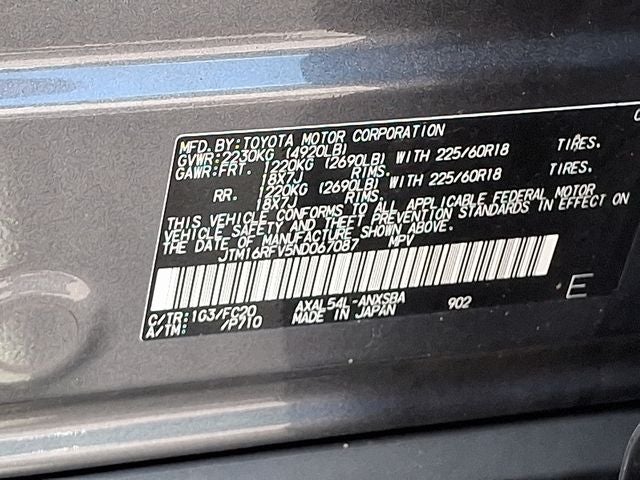 MFD. BY: TOYOTA MOTOR CORPORATION
GVWR: 2230KG (4920LB)
GAWR: FRT. 1220KG (2690LB) WITH 225/60R18 TIRES.
18X7J RIMS.
RR. 1220KG (2690LB) WITH 225/60R18 TIRES.
18X7J RIMS.
THIS VEHICLE CONFORMS TO ALL APPLICABLE FEDERAL MOTOR
VEHICLE SAFETY AND THEFT PREVENTION STANDARDS IN EFFECT ON
THE DATE OF MANUFACTURE SHOWN ABOVE.
JTM16RFV5ND067087 MPV
C/TR: 1G3/FC20 AXAL54L-ANXSBA 902 E
A/TM: /P710 MADE IN JAPAN